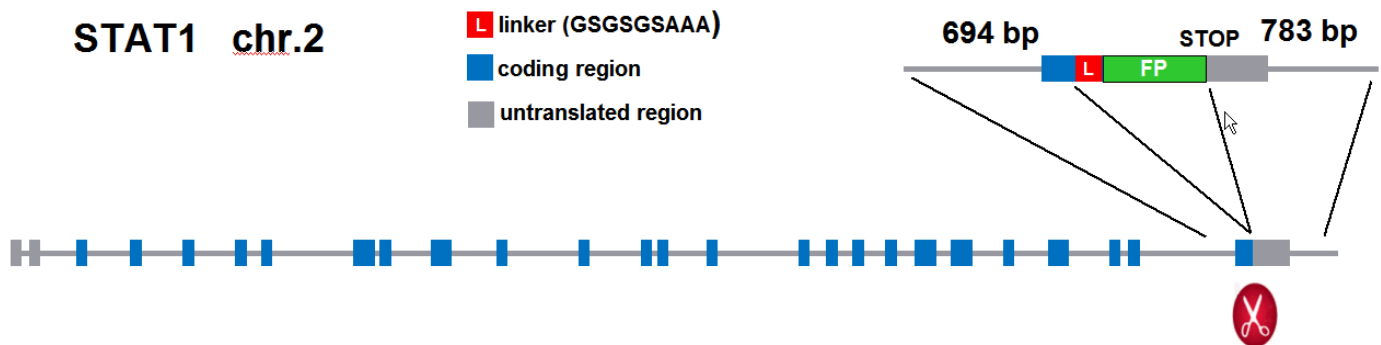 STAT1 chr.2
L linker (GSGSGSAAA)
coding region
untranslated region
694 bp
STOP
783 bp
L
FP